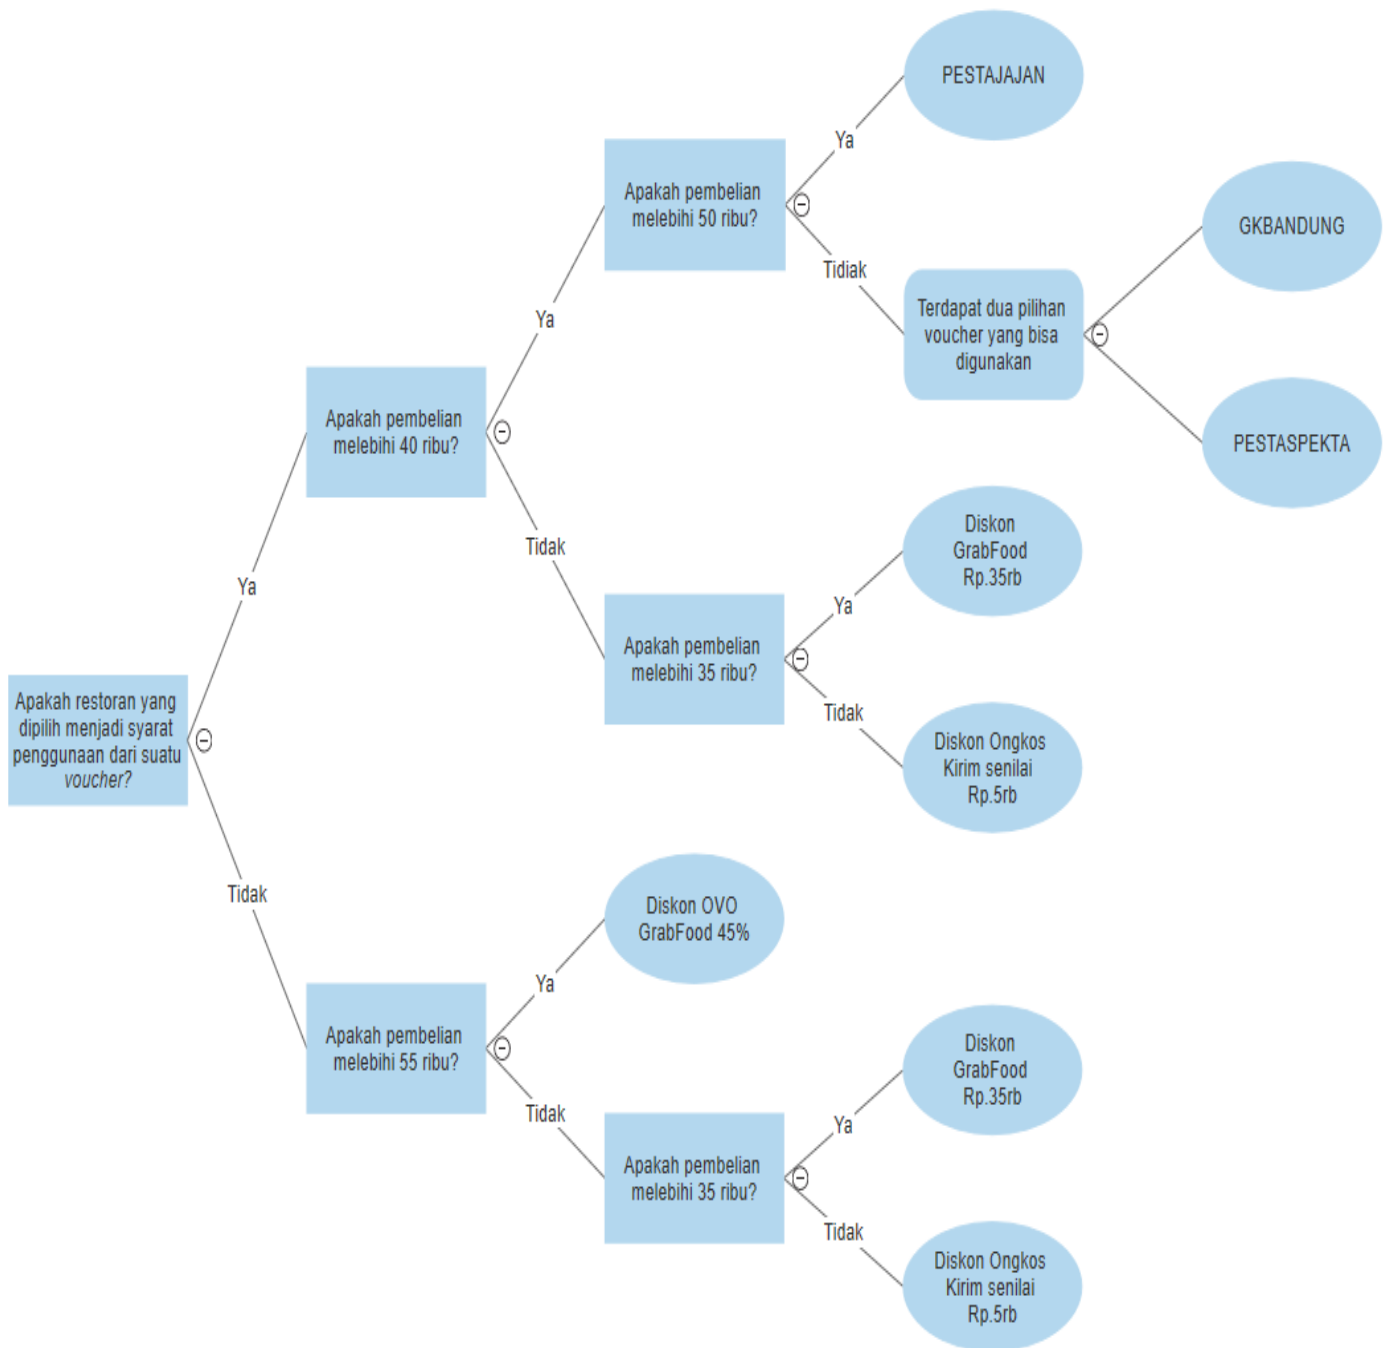 Apakah restoran yang
dipilih menjadi syarat
penggunaan dari suatu
voucher?
Ya
Apakah pembelian
melebihi 40 ribu?
Ya
Apakah pembelian
melebihi 50 ribu?
Ya
PESTAJAJAN
Tidiak
Terdapat dua pilihan
voucher yang bisa
digunakan
GKBANDUNG
PESTASPEKTA
Tidak
Apakah pembelian
melebihi 35 ribu?
Ya
Diskon
GrabFood
Rp.35rb
Tidak
Diskon Ongkos
Kirim senilai
Rp.5rb
Tidak
Apakah pembelian
melebihi 55 ribu?
Ya
Diskon OVO
GrabFood 45%
Tidak
Apakah pembelian
melebihi 35 ribu?
Ya
Diskon
GrabFood
Rp.35rb
Tidak
Diskon Ongkos
Kirim senilai
Rp.5rb